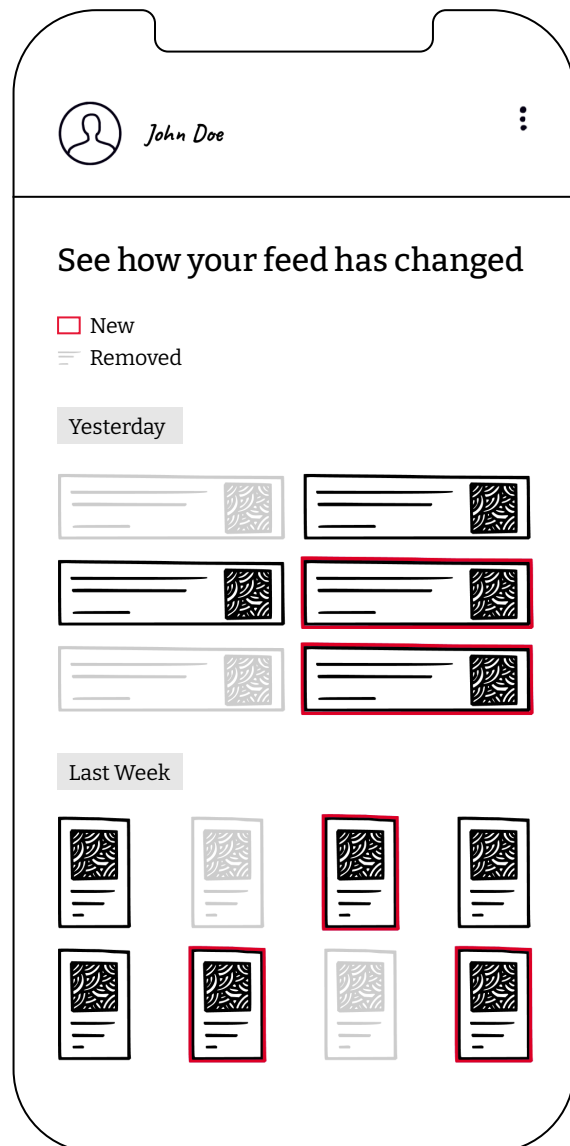 John Doe
See how your feed has changed
New
Removed
Yesterday
Last Week